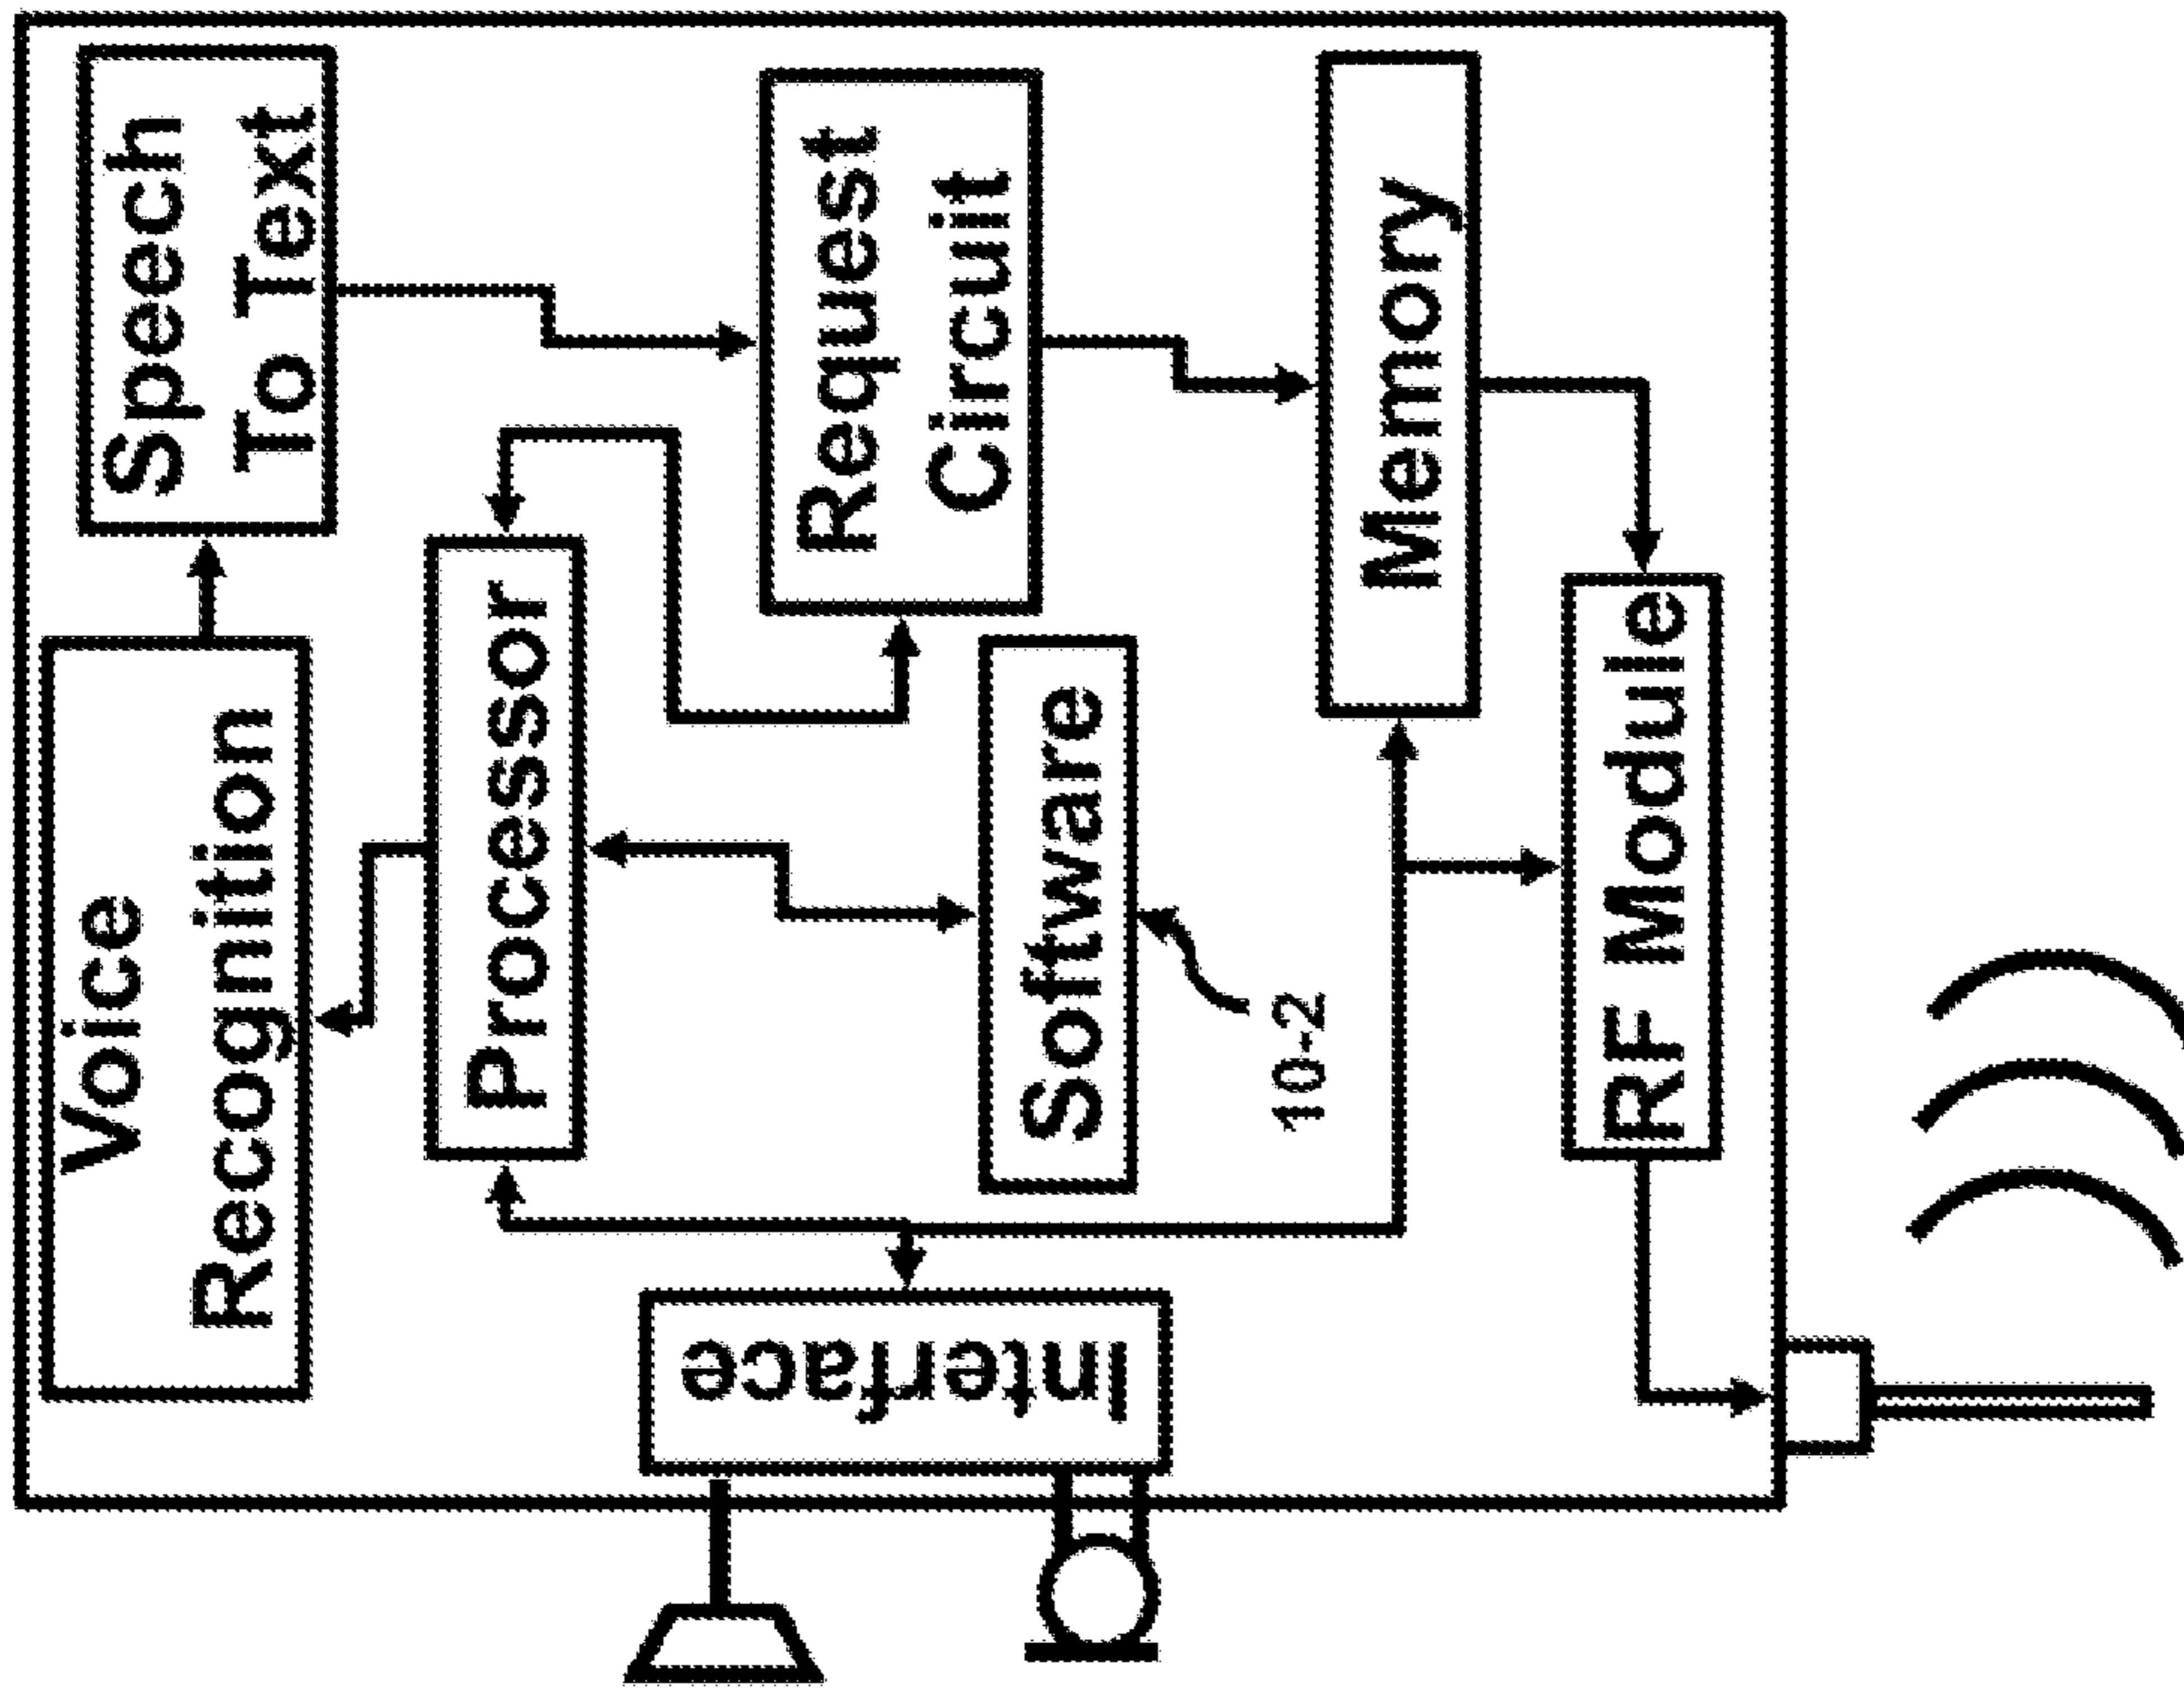 Voice
Recognition
Speech
To Text
Processor
Request
Circuit
Software
10-2
Memory
RF Module
Interface